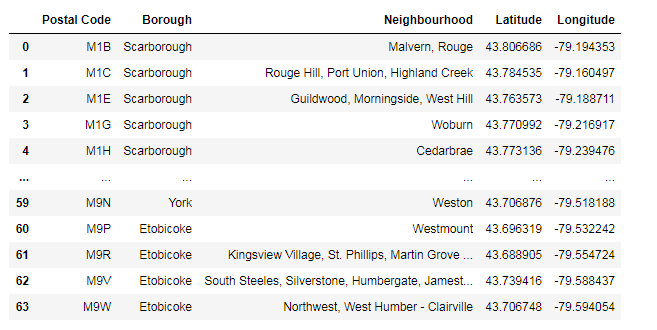 Postal Code Borough Neighbourhood Latitude Longitude
0 M1B Scarborough Malvern, Rouge 43.806686 -79.194353
1 M1C Scarborough Rouge Hill, Port Union, Highland Creek 43.784535 -79.160497
2 M1E Scarborough Guildwood, Morningside, West Hill 43.763573 -79.188711
3 M1G Scarborough Woburn 43.770992 -79.216917
4 M1H Scarborough Cedarbrae 43.773136 -79.239476
... ... ... ... ... ...
59 M9N York Weston 43.706876 -79.518188
60 M9P Etobicoke Westmount 43.696319 -79.532242
61 M9R Etobicoke Kingsview Village, St. Phillips, Martin Grove ... 43.688905 -79.554724
62 M9V Etobicoke South Steeles, Silverstone, Humbergate, Jamest... 43.739416 -79.588437
63 M9W Etobicoke Northwest, West Humber - Clairville 43.706748 -79.594054